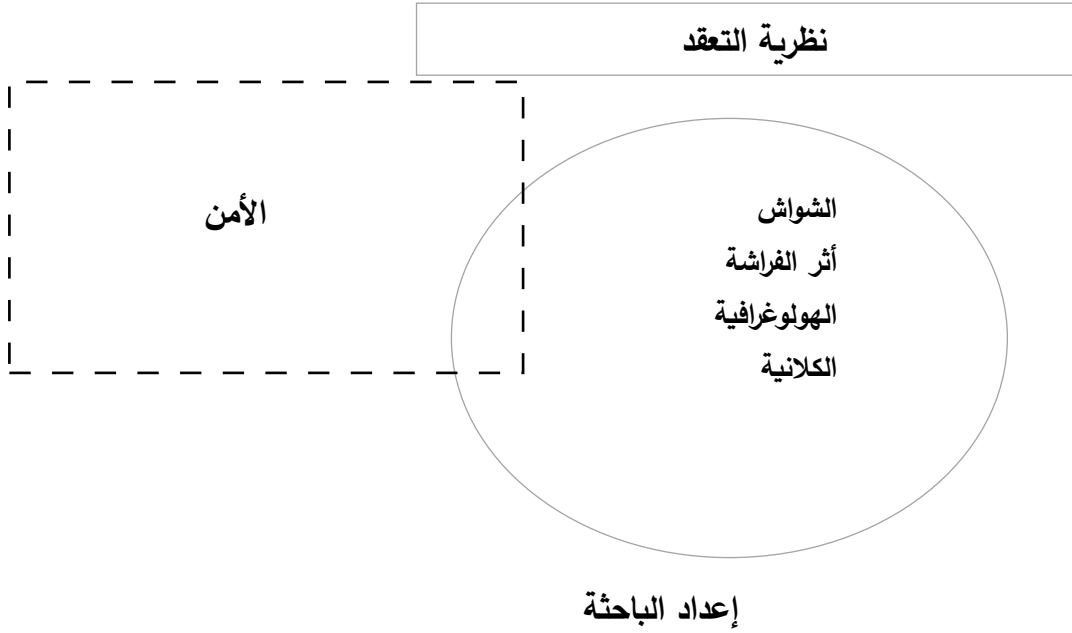 نظرية التعقد
الشواش
الأمن
أثر الفراشة
الهولوغرافية
الكلانية
إعداد الباحثة